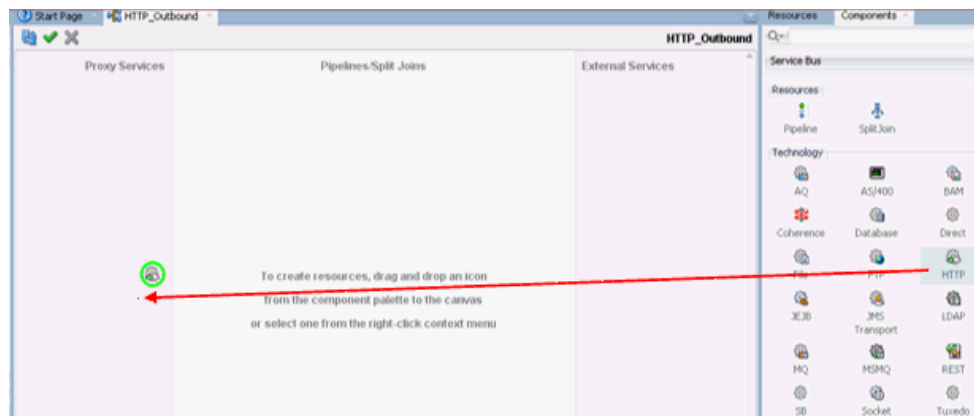 Start Page
HTTP_Outbound
Resources
Components
HTTP_Outbound
Proxy Services
Pipelines/Split Joins
External Services
To create resources, drag and drop an icon
from the component palette to the canvas
or select one from the right-click context menu
Service Bus
Resources
Pipeline
SplitJoin
Technology
AQ
AS/400
BAM
Coherence
Database
Direct
File
FTP
HTTP
JEJB
JMS
Transport
LDAP
MQ
MSMQ
REST
SB
Socket
Tuxedo